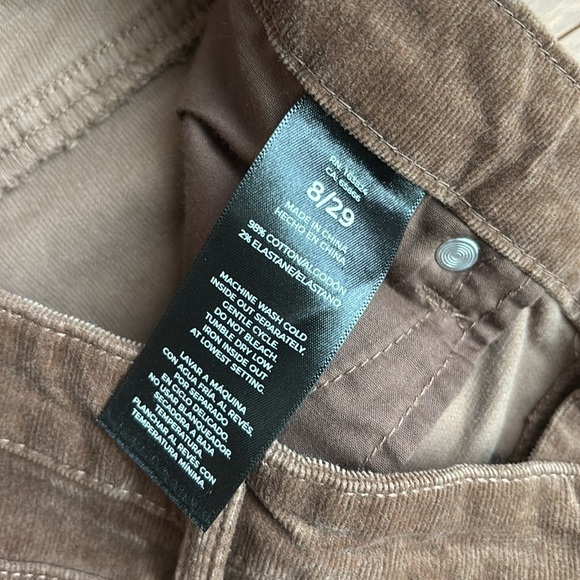 CA 65666
8/29
MADE IN CHINA
HECHO EN CHINA
98% COTTON/ALGODÓN
2% ELASTANE/ELASTANO
MACHINE WASH COLD
INSIDE OUT SEPARATELY.
GENTLE CYCLE.
DO NOT BLEACH.
TUMBLE DRY LOW.
IRON INSIDE OUT
AT LOWEST SETTING.
LAVAR A MÁQUINA
CON AGUA FRÍA, AL REVÉS.
POR SEPARADO.
EN CICLO DELICADO.
NO USAR BLANQUEADOR.
SECADORA A BAJA
TEMPERATURA.
PLANCHAR AL REVÉS CON
TEMPERATURA MÍNIMA